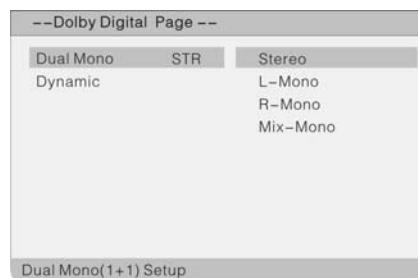 --Dolby Digital Page --
Dual Mono STR Stereo
Dynamic L-Mono
R-Mono
Mix-Mono
Dual Mono(1+1) Setup